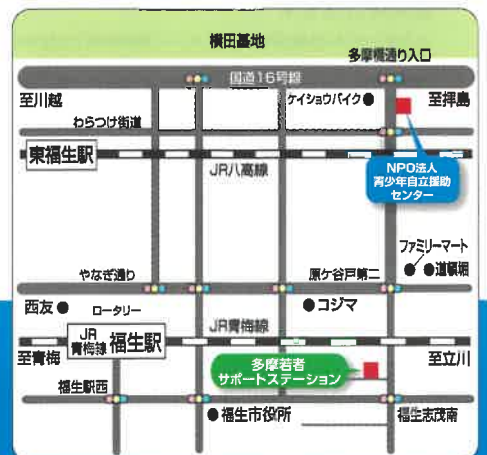 横田基地
多摩橋通り入口
国道16号線
至川越
ケイショウバイク
至拝島
わらつけ街道
東福生駅
JR八高線
NPO法人
青少年自立援助
センター
ファミリーマート
やなぎ通り
原ケ谷戸第二
道頓堀
西友
ロータリー
コジマ
JR
青梅線
福生駅
JR青梅線
至青梅
多摩若者
サポートステーション
至立川
福生駅西
福生市役所
福生志茂南